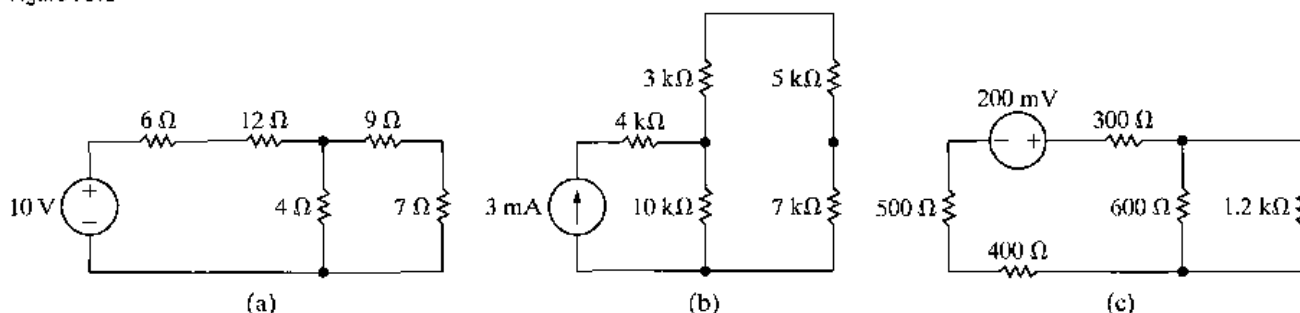 3 kΩ 5 kΩ
200 mV
6 Ω 12 Ω 9 Ω 4 kΩ 300 Ω
+ − +
10 V 4 Ω 7 Ω 3 mA 10 kΩ 7 kΩ 500 Ω 600 Ω 1.2 kΩ
−
400 Ω
(a) (b) (c)